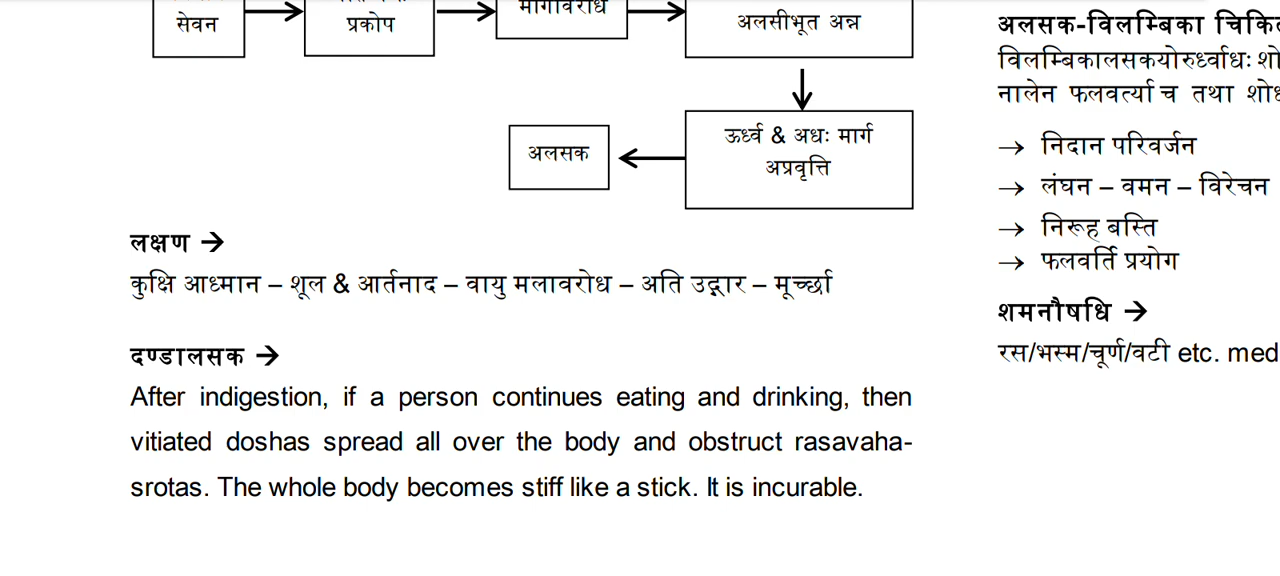 सेवन
प्रकोप
मार्गावरोध
अलसीभूत अन्न
ऊर्ध्व & अधः मार्ग
अप्रवृत्ति
अलसक
लक्षण →
कुक्षि आध्मान – शूल & आर्तनाद – वायु मलावरोध – अति उद्गार – मूर्च्छा
दण्डालसक →
After indigestion, if a person continues eating and drinking, then
vitiated doshas spread all over the body and obstruct rasavaha-
srotas. The whole body becomes stiff like a stick. It is incurable.
अलसक-विलम्बिका
विलम्बिकालसकयोरुर्ध्वाधः
नालेन फलवर्त्या च तथा
→ निदान परिवर्जन
→ लंघन – वमन – विरेचन
→ निरूह बस्ति
→ फलवर्ति प्रयोग
शमनौषधि →
रस/भस्म/चूर्ण/वटी etc.